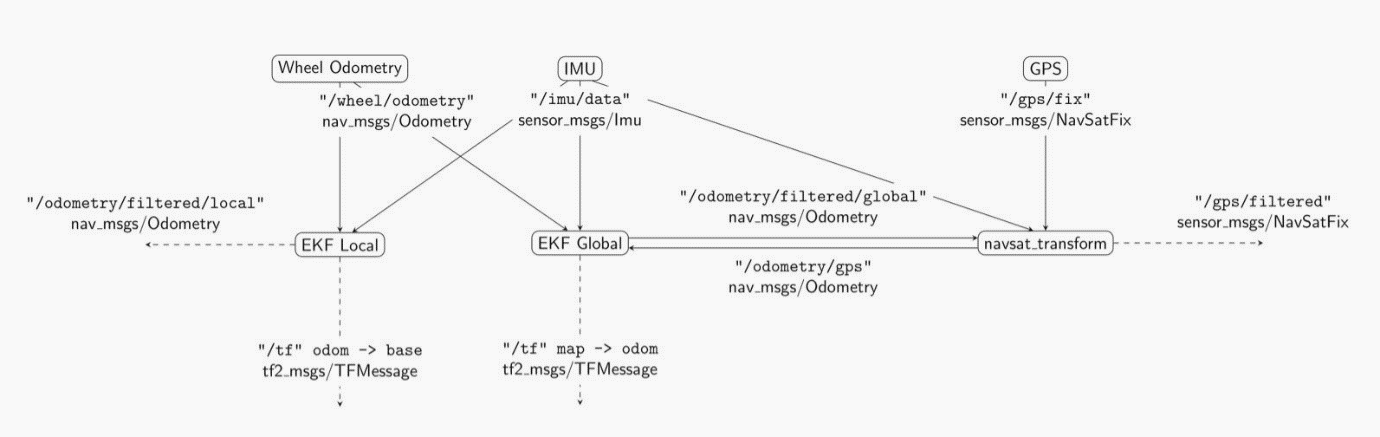 Wheel Odometry
IMU
GPS
"/wheel/odometry"
nav_msgs/Odometry
"/imu/data"
sensor_msgs/Imu
"/gps/fix"
sensor_msgs/NavSatFix
"/odometry/filtered/local"
nav_msgs/Odometry
"/odometry/filtered/global"
nav_msgs/Odometry
"/gps/filtered"
sensor_msgs/NavSatFix
EKF Local
EKF Global
navsat_transform
"/odometry/gps"
nav_msgs/Odometry
"/tf" odom -> base
tf2_msgs/TFMessage
"/tf" map -> odom
tf2_msgs/TFMessage